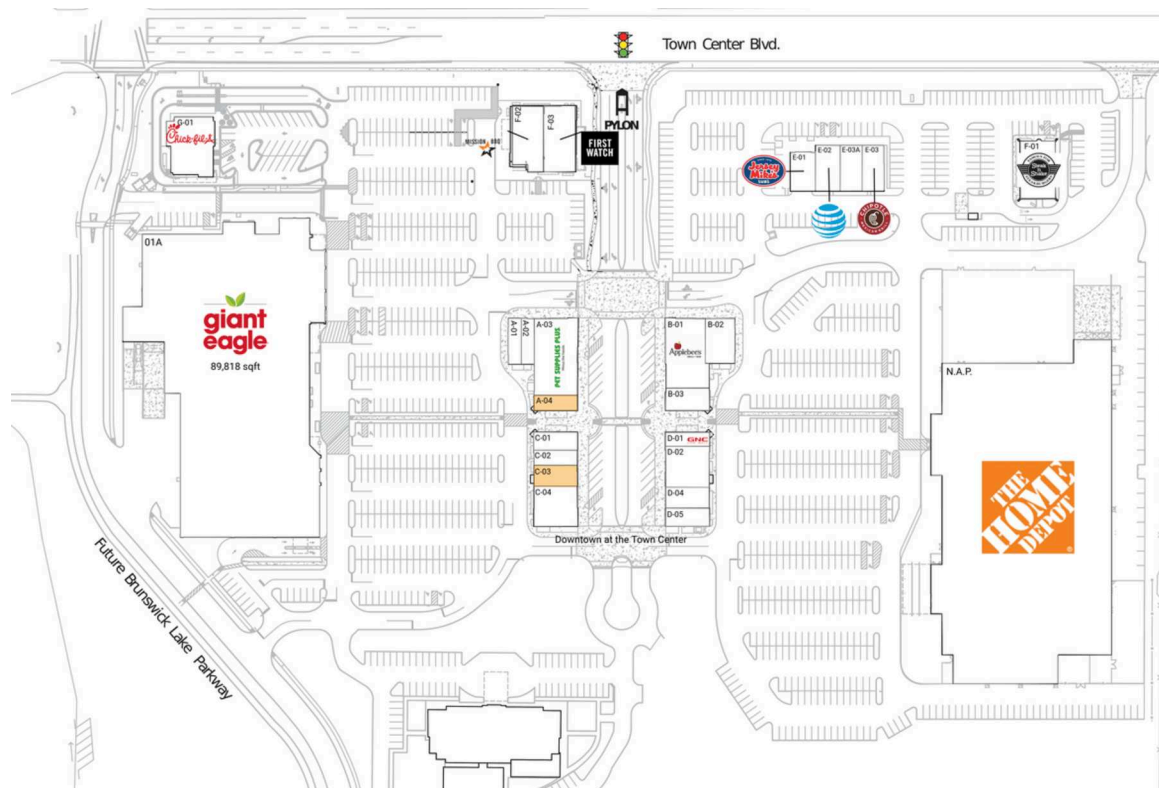 Town Center Blvd.
PYLON
G-01
Chick-fil-A
MISSION BBQ
F-02
F-03
FIRST
WATCH
Jersey
Mike's
SUBS
E-01
E-02
E-03A
E-03
CHIPOTLE
F-01
Steak
Shake
01A
giant
eagle
89,818 sqft
A-01
A-02
A-03
PET SUPPLIES PLUS
A-04
B-01
B-02
Applebee's
B-03
C-01
C-02
C-03
C-04
D-01
GNC
D-02
D-04
D-05
Downtown at the Town Center
N.A.P.
THE
HOME
DEPOT
Future Brunswick Lake Parkway